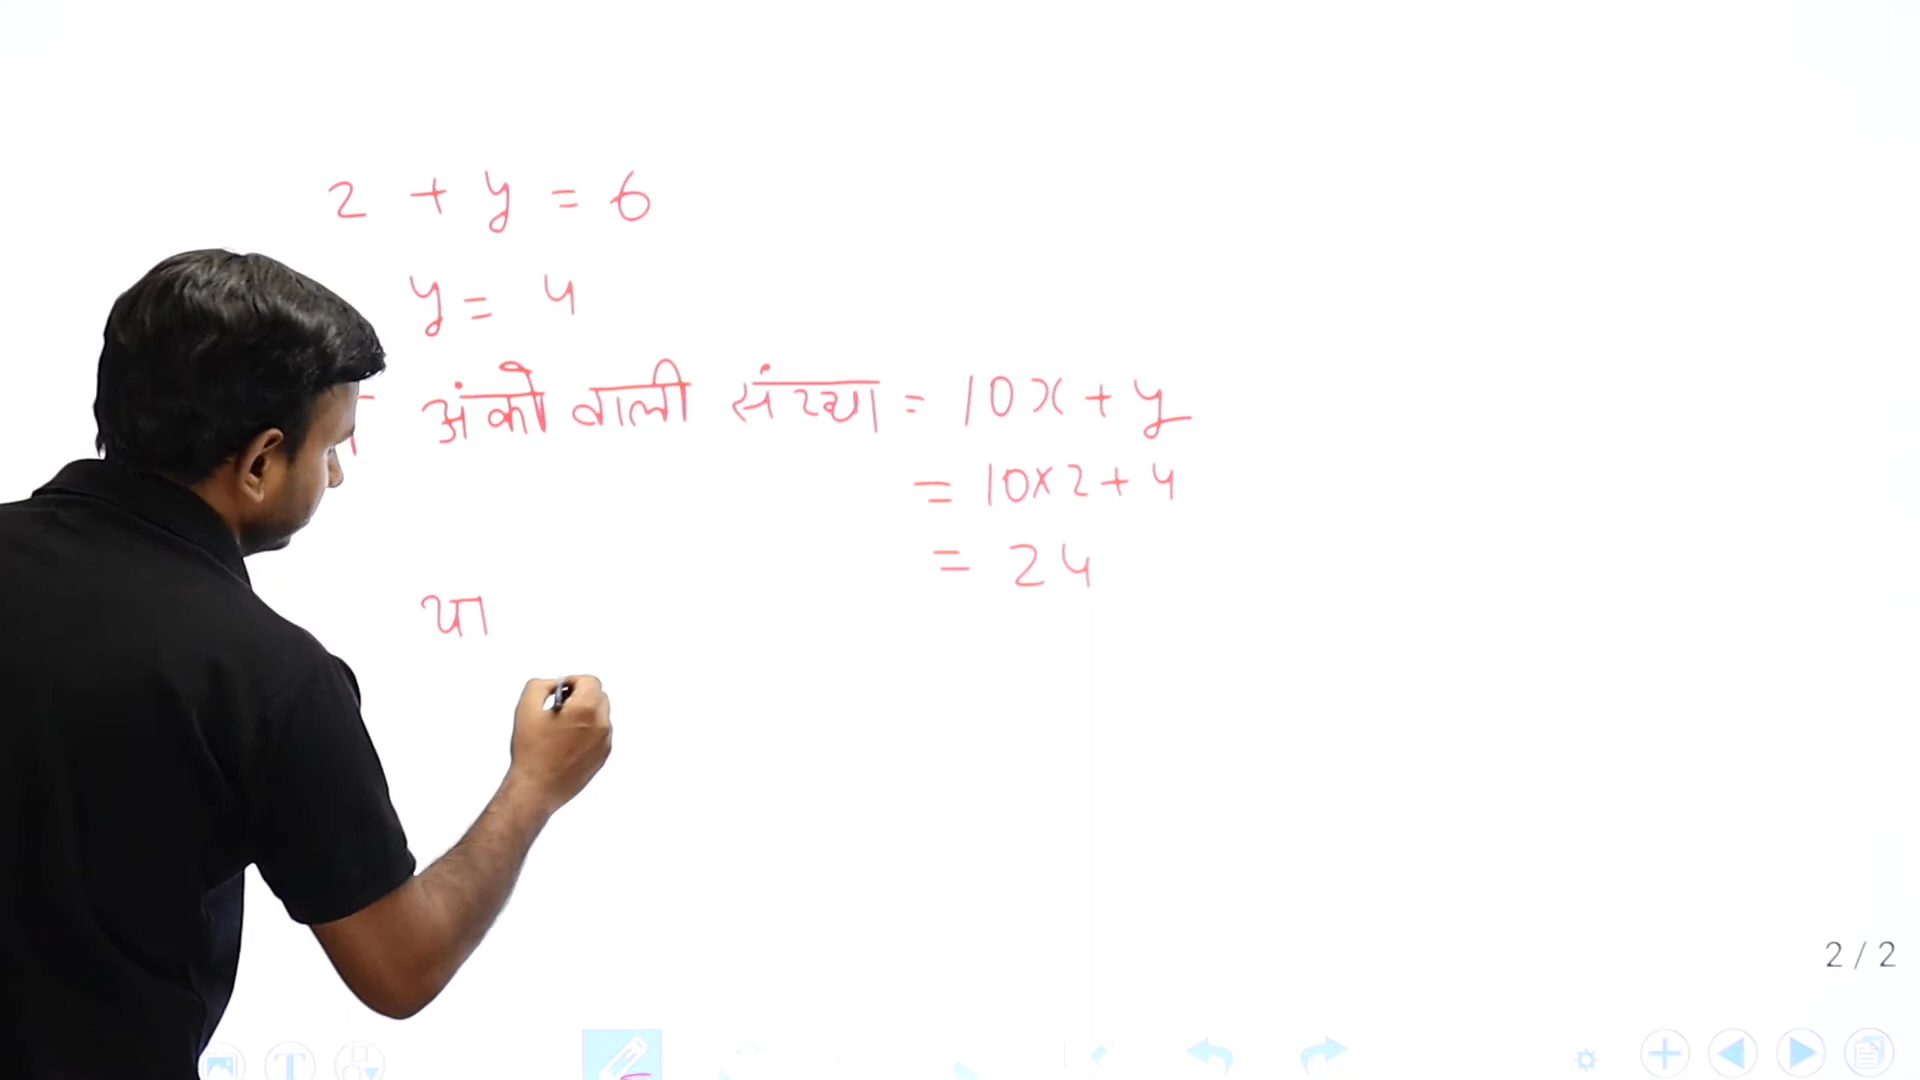 2 + y = 6
y = 4
अंको वाली संख्या = 10x + y
= 10×2 + 4
= 24
या
2 / 2